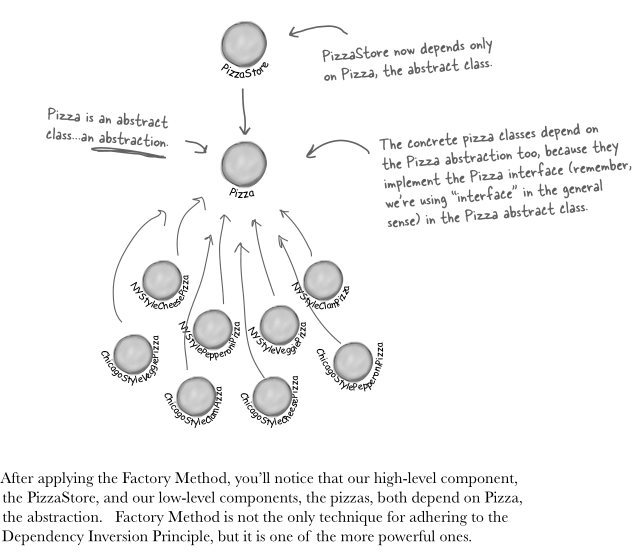 PizzaStore
PizzaStore now depends only
on Pizza, the abstract class.
Pizza is an abstract
class...an abstraction.
Pizza
The concrete pizza classes depend on
the Pizza abstraction too, because they
implement the Pizza interface (remember,
we're using "interface" in the general
sense) in the Pizza abstract class.
NYStyleCheesePizza
NYStyleClamPizza
NYStylePepperoniPizza
NYStyleVeggiePizza
ChicagoStyleVeggiePizza
ChicagoStylePepperoniPizza
ChicagoStyleClamPizza
ChicagoStyleCheesePizza
After applying the Factory Method, you'll notice that our high-level component,
the PizzaStore, and our low-level components, the pizzas, both depend on Pizza,
the abstraction. Factory Method is not the only technique for adhering to the
Dependency Inversion Principle, but it is one of the more powerful ones.